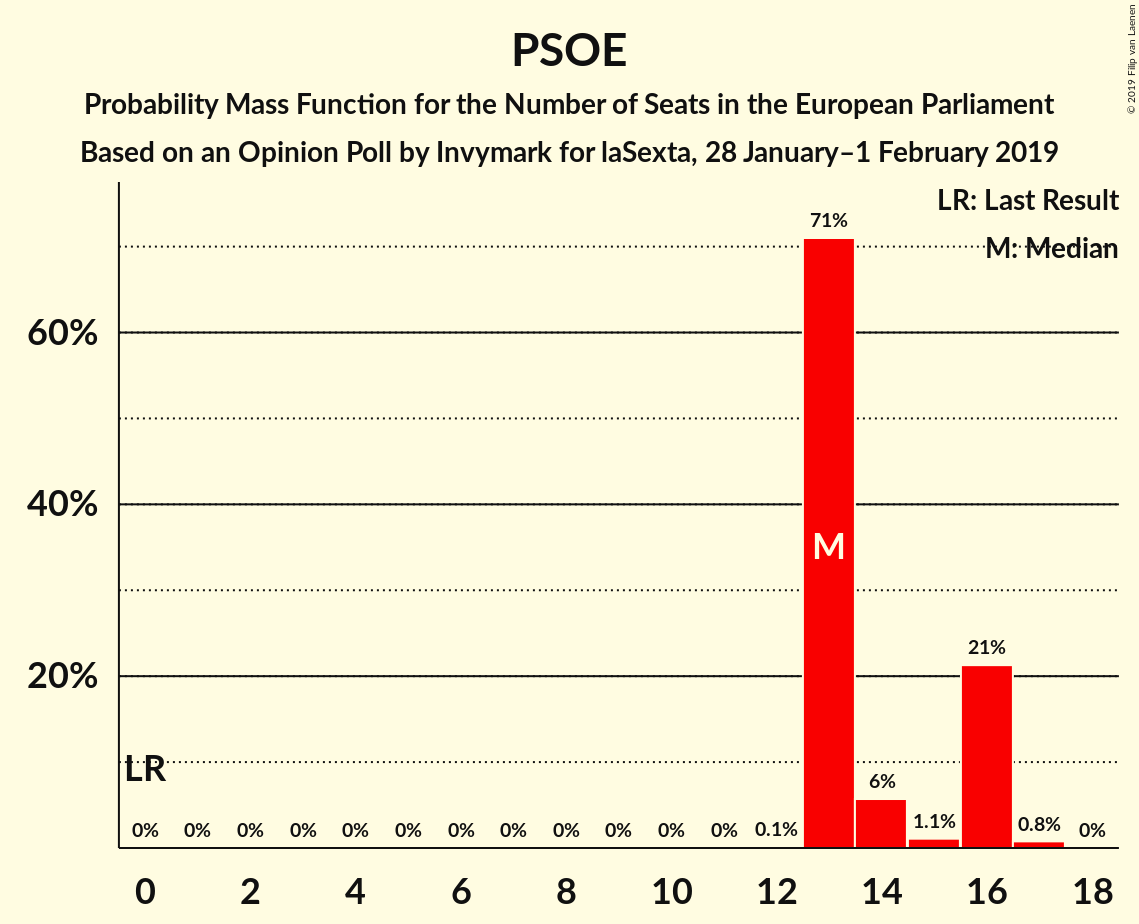 PSOE
Probability Mass Function for the Number of Seats in the European Parliament
Based on an Opinion Poll by Invymark for laSexta, 28 January–1 February 2019
© 2019 Filip van Laenen
LR: Last Result
M: Median
71%
60%
40%
M
21%
20%
LR
6%
0% 0% 0% 0% 0% 0% 0% 0% 0% 0% 0% 0% 0.1% 1.1% 0.8% 0%
0 2 4 6 8 10 12 14 16 18